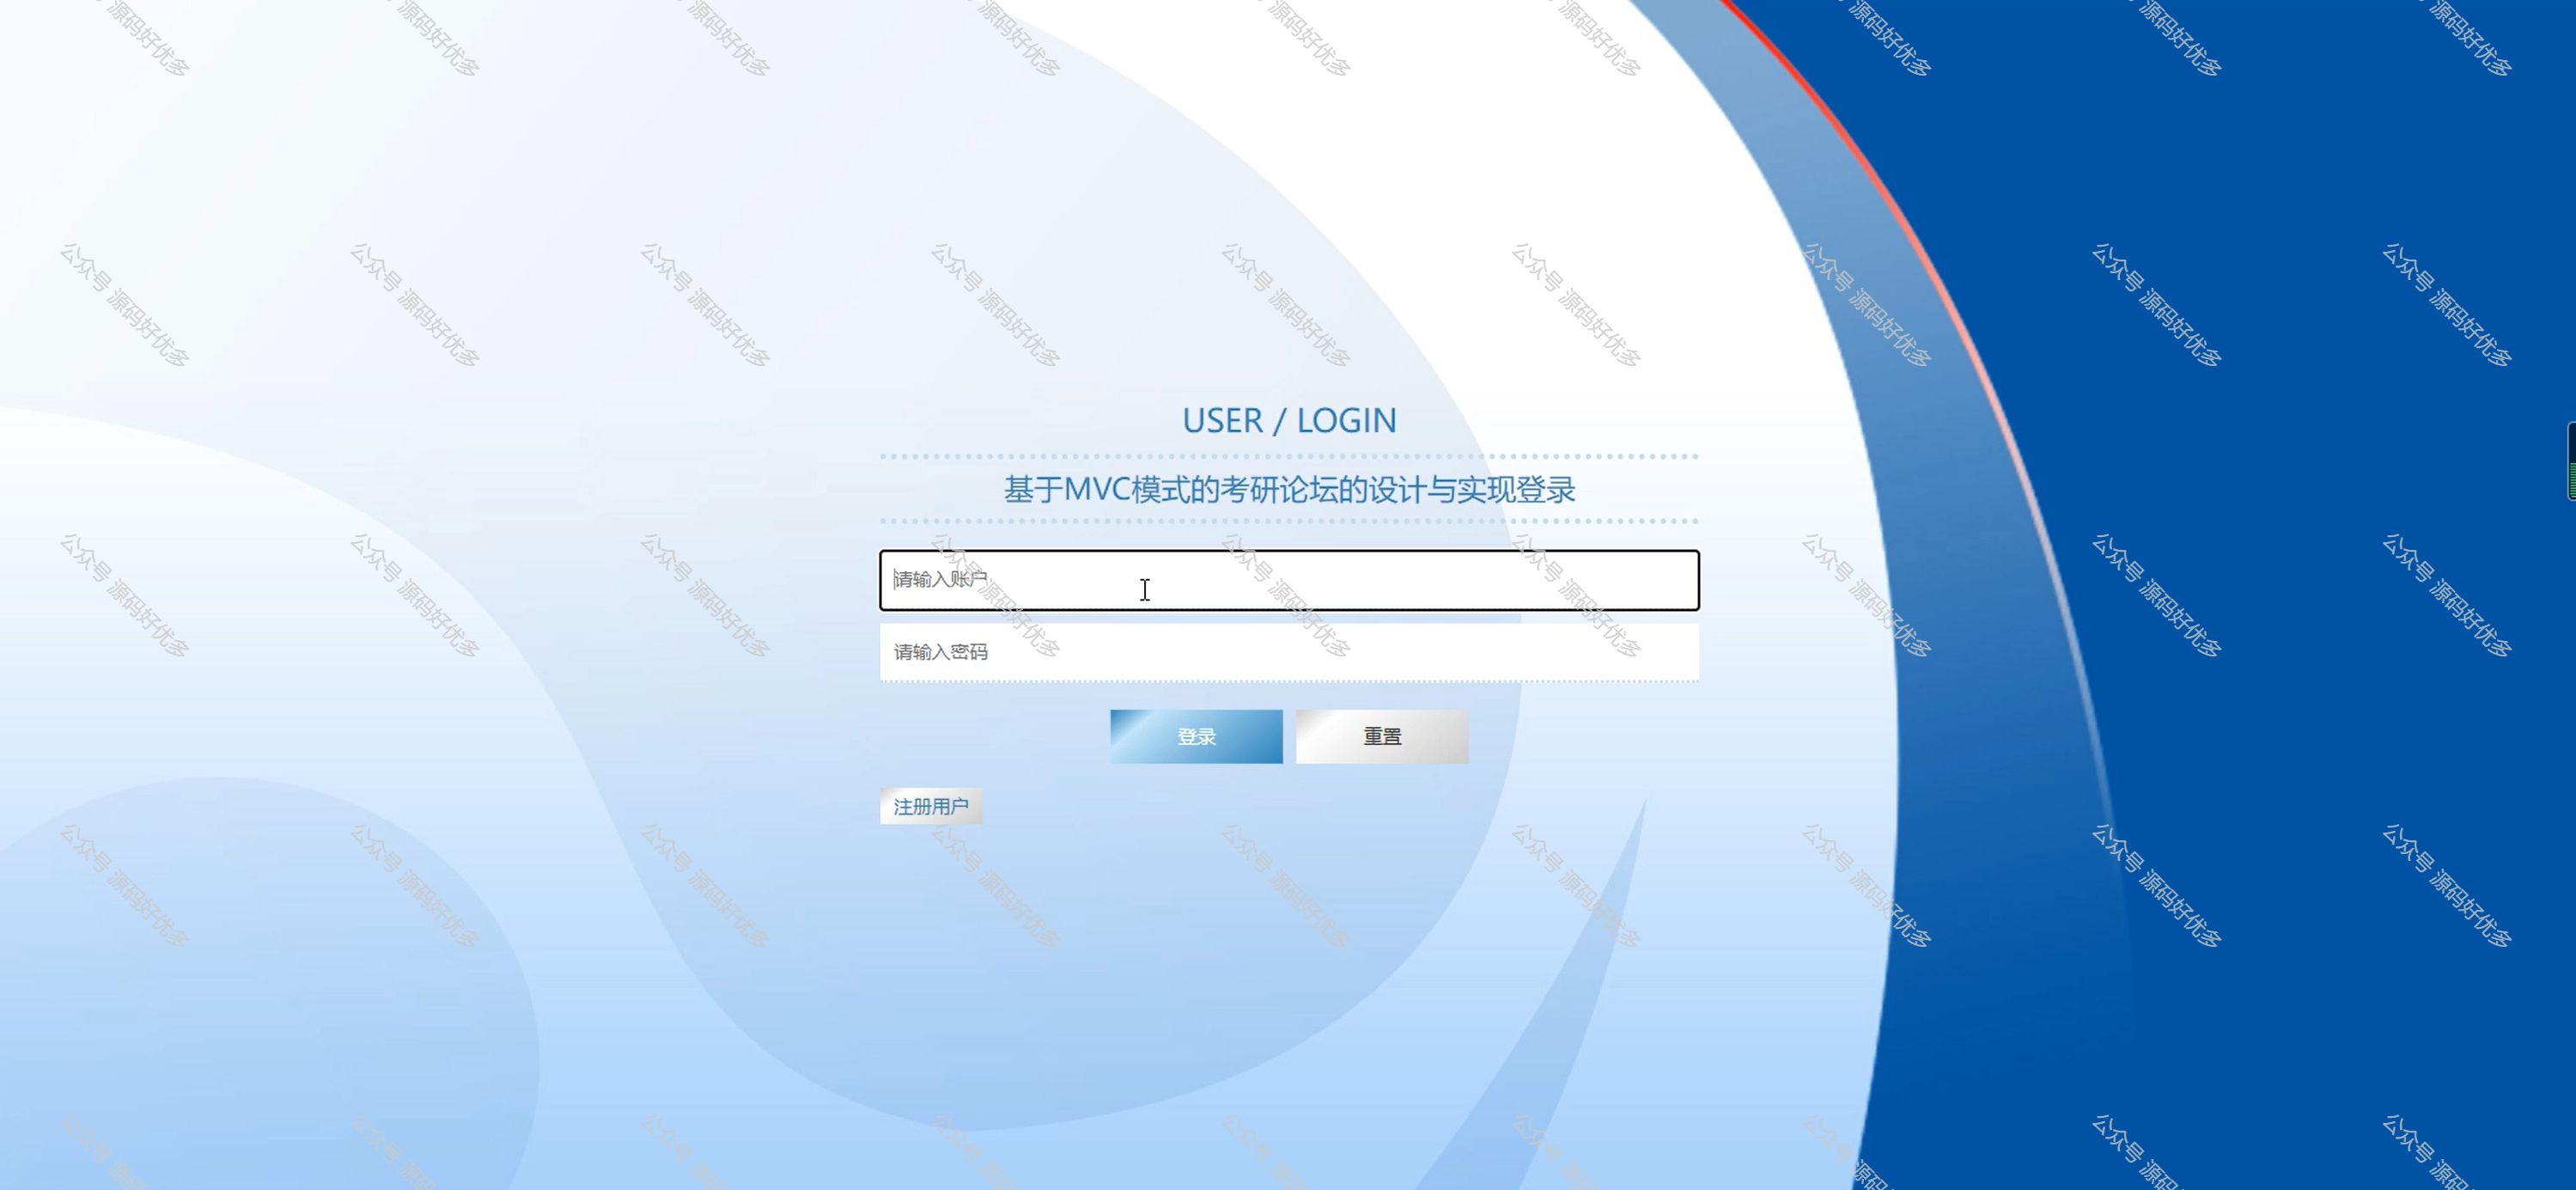 USER / LOGIN
基于MVC模式的考研论坛的设计与实现登录
请输入账户
请输入密码
登录 重置
注册用户
公众号 源码好优多